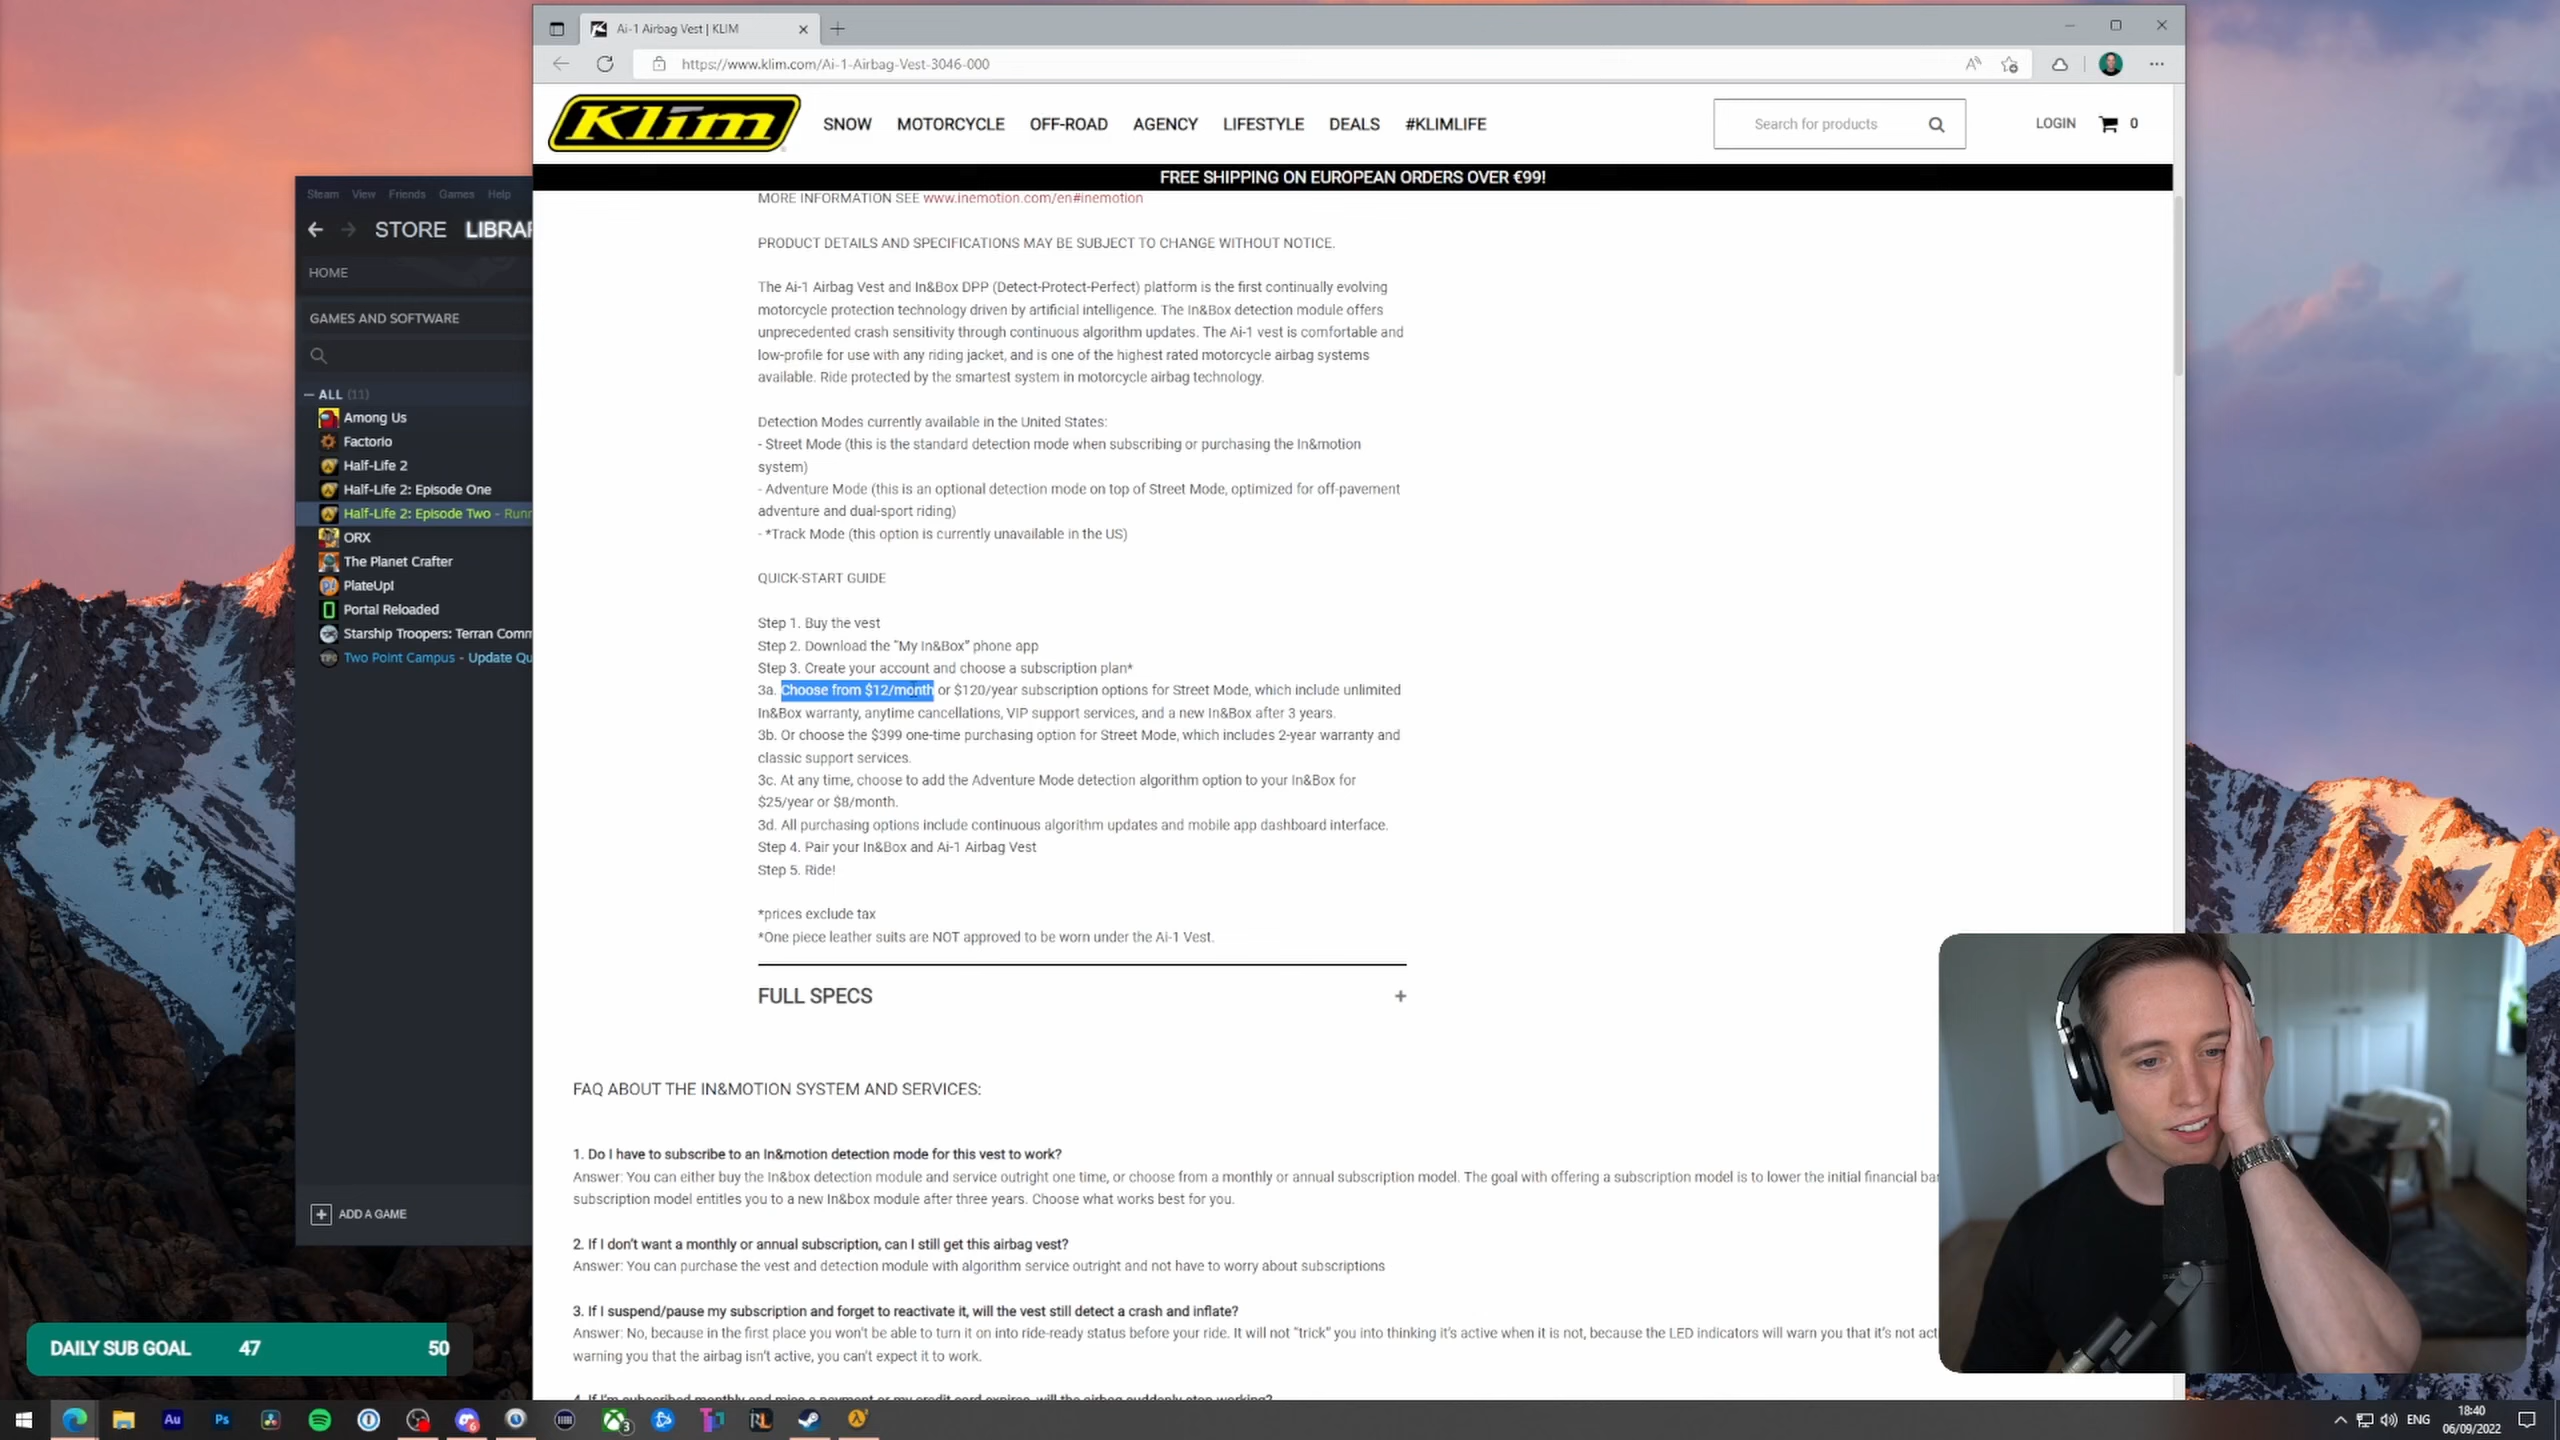 Ai-1 Airbag Vest | KLIM
https://www.klim.com/Ai-1-Airbag-Vest-3046-000
Klim
SNOW MOTORCYCLE OFF-ROAD AGENCY LIFESTYLE DEALS #KLIMLIFE
Search for products
LOGIN 0
FREE SHIPPING ON EUROPEAN ORDERS OVER €99!
Steam View Friends Games Help
STORE LIBRAR
HOME
GAMES AND SOFTWARE
ALL (11)
Among Us
Factorio
Half-Life 2
Half-Life 2: Episode One
Half-Life 2: Episode Two - Runn
ORX
The Planet Crafter
PlateUp!
Portal Reloaded
Starship Troopers: Terran Comm
Two Point Campus - Update Qu
ADD A GAME
MORE INFORMATION SEE www.inemotion.com/en#inemotion
PRODUCT DETAILS AND SPECIFICATIONS MAY BE SUBJECT TO CHANGE WITHOUT NOTICE.
The Ai-1 Airbag Vest and In&Box DPP (Detect-Protect-Perfect) platform is the first continually evolving
motorcycle protection technology driven by artificial intelligence. The In&Box detection module offers
unprecedented crash sensitivity through continuous algorithm updates. The Ai-1 vest is comfortable and
low-profile for use with any riding jacket, and is one of the highest rated motorcycle airbag systems
available. Ride protected by the smartest system in motorcycle airbag technology.
Detection Modes currently available in the United States:
- Street Mode (this is the standard detection mode when subscribing or purchasing the In&motion
system)
- Adventure Mode (this is an optional detection mode on top of Street Mode, optimized for off-pavement
adventure and dual-sport riding)
- *Track Mode (this option is currently unavailable in the US)
QUICK-START GUIDE
Step 1. Buy the vest
Step 2. Download the "My In&Box" phone app
Step 3. Create your account and choose a subscription plan*
3a. Choose from $12/month or $120/year subscription options for Street Mode, which include unlimited
In&Box warranty, anytime cancellations, VIP support services, and a new In&Box after 3 years.
3b. Or choose the $399 one-time purchasing option for Street Mode, which includes 2-year warranty and
classic support services.
3c. At any time, choose to add the Adventure Mode detection algorithm option to your In&Box for
$25/year or $8/month.
3d. All purchasing options include continuous algorithm updates and mobile app dashboard interface.
Step 4. Pair your In&Box and Ai-1 Airbag Vest
Step 5. Ride!
*prices exclude tax
*One piece leather suits are NOT approved to be worn under the Ai-1 Vest.
FULL SPECS +
FAQ ABOUT THE IN&MOTION SYSTEM AND SERVICES:
1. Do I have to subscribe to an In&motion detection mode for this vest to work?
Answer: You can either buy the In&box detection module and service outright one time, or choose from a monthly or annual subscription model. The goal with offering a subscription model is to lower the initial financial bar
subscription model entitles you to a new In&box module after three years. Choose what works best for you.
2. If I don't want a monthly or annual subscription, can I still get this airbag vest?
Answer: You can purchase the vest and detection module with algorithm service outright and not have to worry about subscriptions
3. If I suspend/pause my subscription and forget to reactivate it, will the vest still detect a crash and inflate?
Answer: No, because in the first place you won't be able to turn it on into ride-ready status before your ride. It will not "trick" you into thinking it's active when it is not, because the LED indicators will warn you that it's not act
warning you that the airbag isn't active, you can't expect it to work.
4. If I'm subscribed monthly and miss a payment or my credit card expires, will the airbag suddenly stop working?
DAILY SUB GOAL 47 50
Au Ps
ENG
18:40
06/09/2022